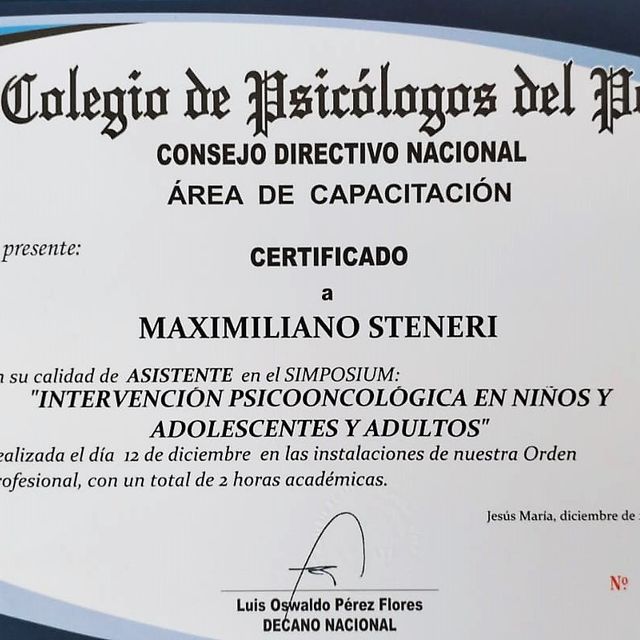 Colegio de Psicólogos del Pe
CONSEJO DIRECTIVO NACIONAL
ÁREA DE CAPACITACIÓN
presente:
CERTIFICADO
a
MAXIMILIANO STENERI
n su calidad de ASISTENTE en el SIMPOSIUM:
"INTERVENCIÓN PSICOONCOLÓGICA EN NIÑOS Y
ADOLESCENTES Y ADULTOS"
ealizada el día 12 de diciembre en las instalaciones de nuestra Orden
rofesional, con un total de 2 horas académicas.
Jesús María, diciembre de
Nº
Luis Oswaldo Pérez Flores
DECANO NACIONAL